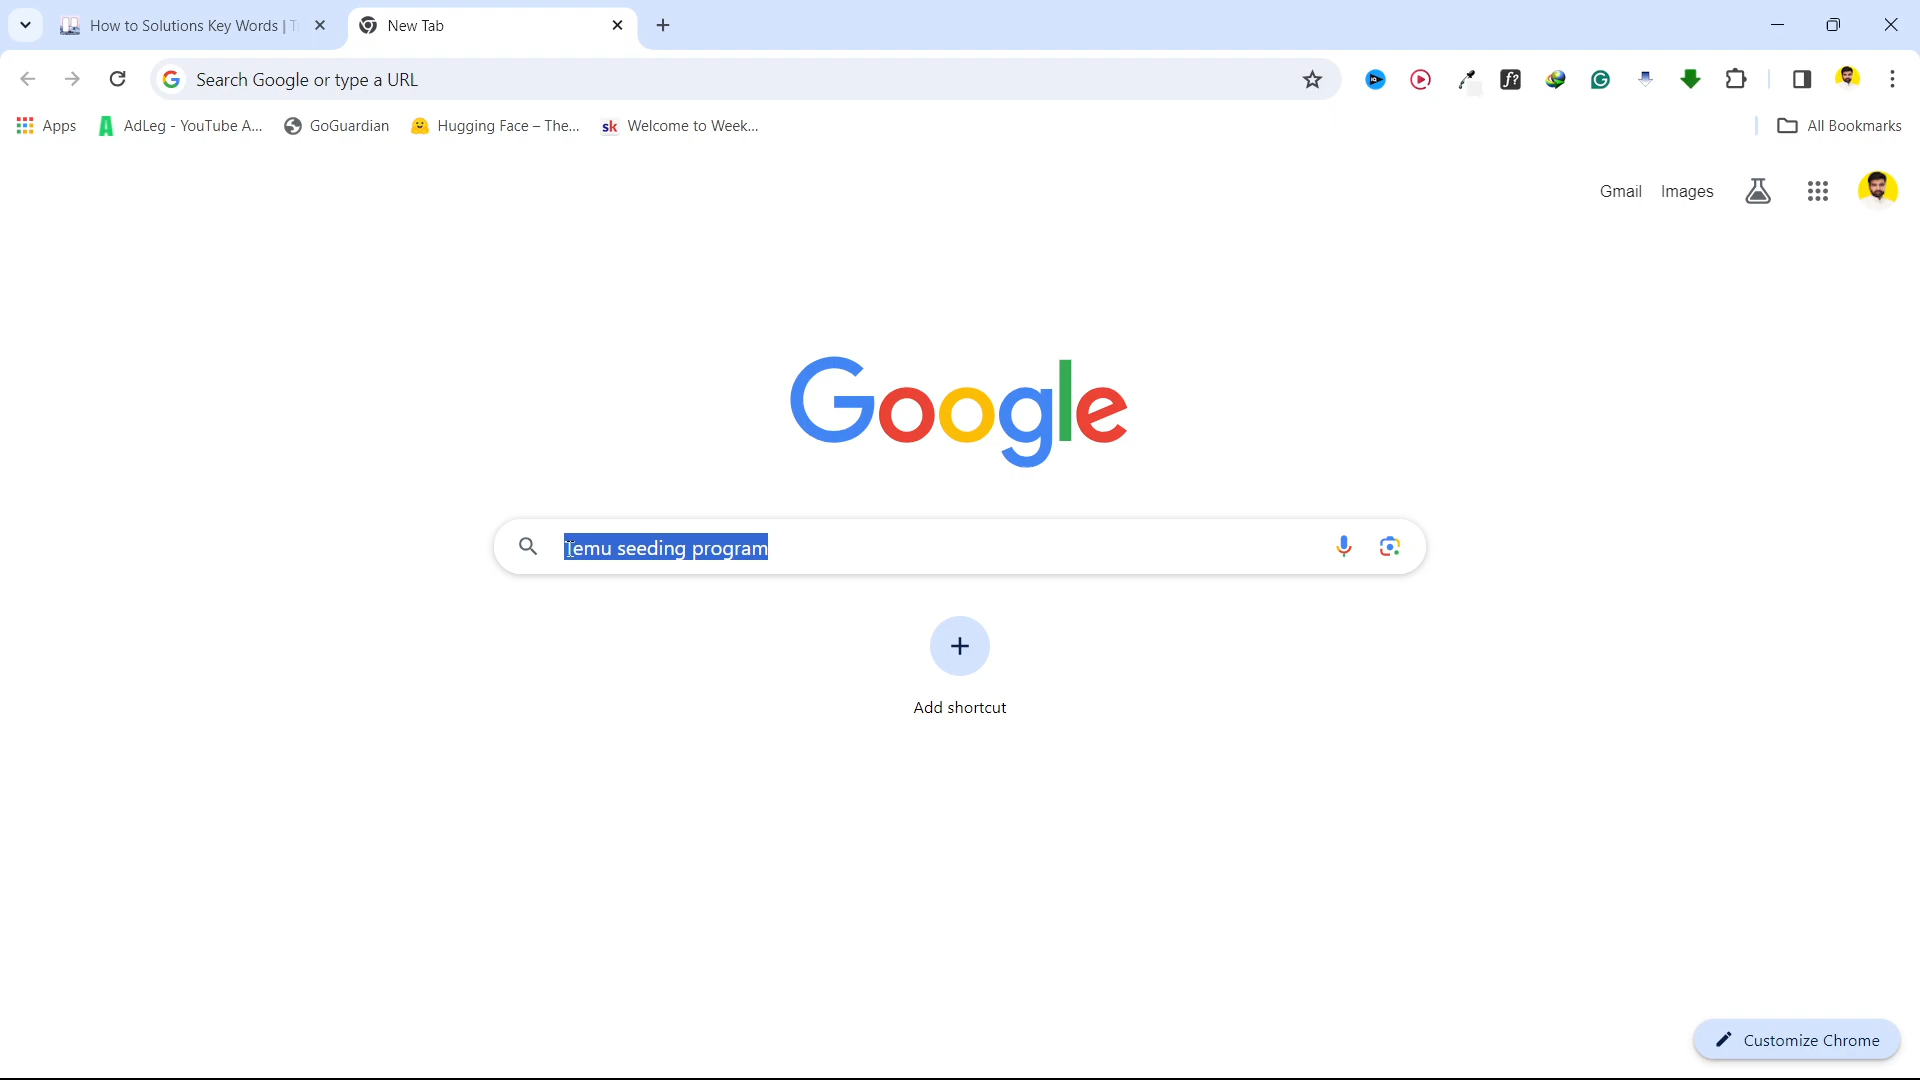 How to Solutions Key Words | T
New Tab
Search Google or type a URL
Apps
AdLeg - YouTube A...
GoGuardian
Hugging Face – The...
sk Welcome to Week...
All Bookmarks
Gmail Images
Google
Temu seeding program
Add shortcut
Customize Chrome